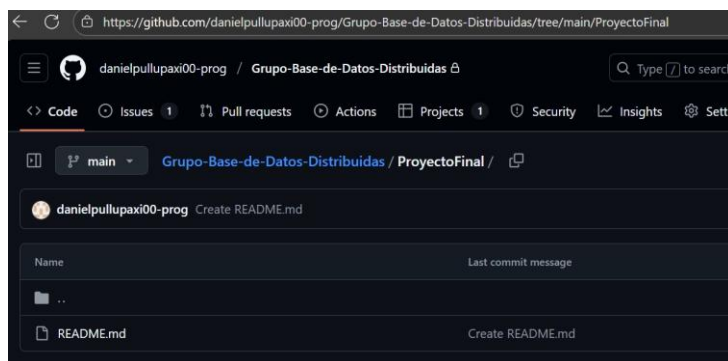 https://github.com/danielpullupaxi00-prog/Grupo-Base-de-Datos-Distribuidas/tree/main/ProyectoFinal
danielpullupaxi00-prog / Grupo-Base-de-Datos-Distribuidas
Type / to search
<> Code Issues 1 Pull requests Actions Projects 1 Security Insights Sett
main Grupo-Base-de-Datos-Distribuidas / ProyectoFinal /
danielpullupaxi00-prog Create README.md
Name Last commit message
..
README.md Create README.md